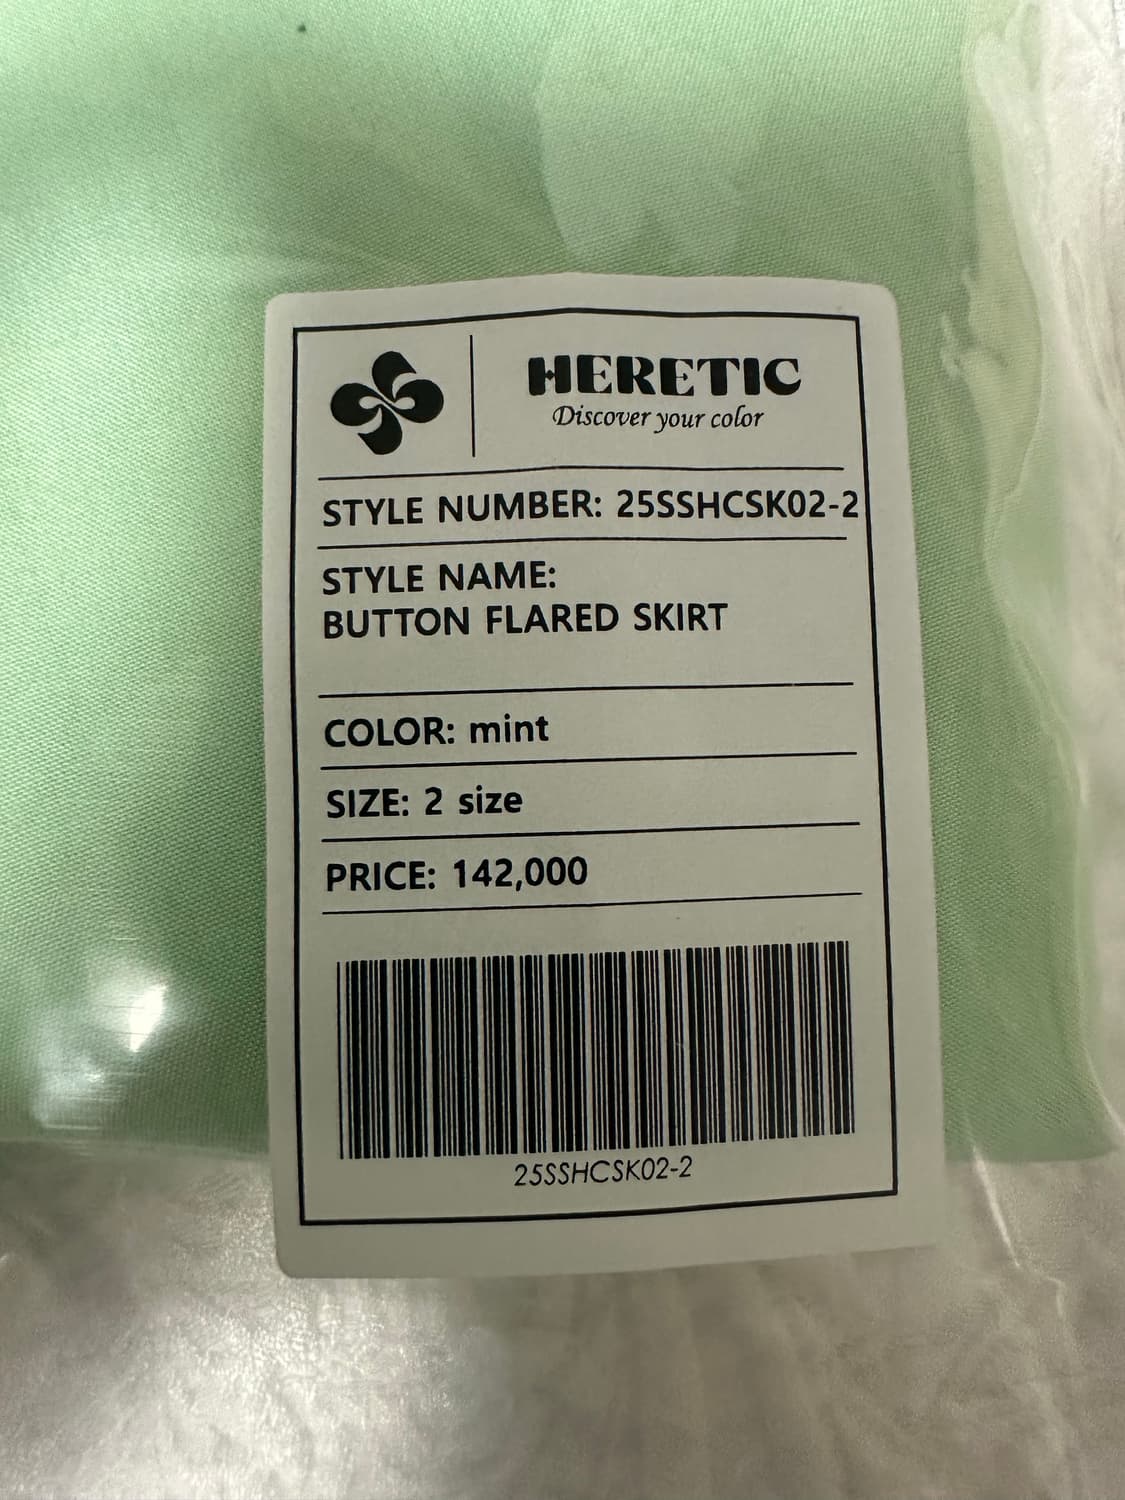 HERETIC
Discover your color
STYLE NUMBER: 25SSHCSK02-2
STYLE NAME:
BUTTON FLARED SKIRT
COLOR: mint
SIZE: 2 size
PRICE: 142,000
25SSHCSK02-2